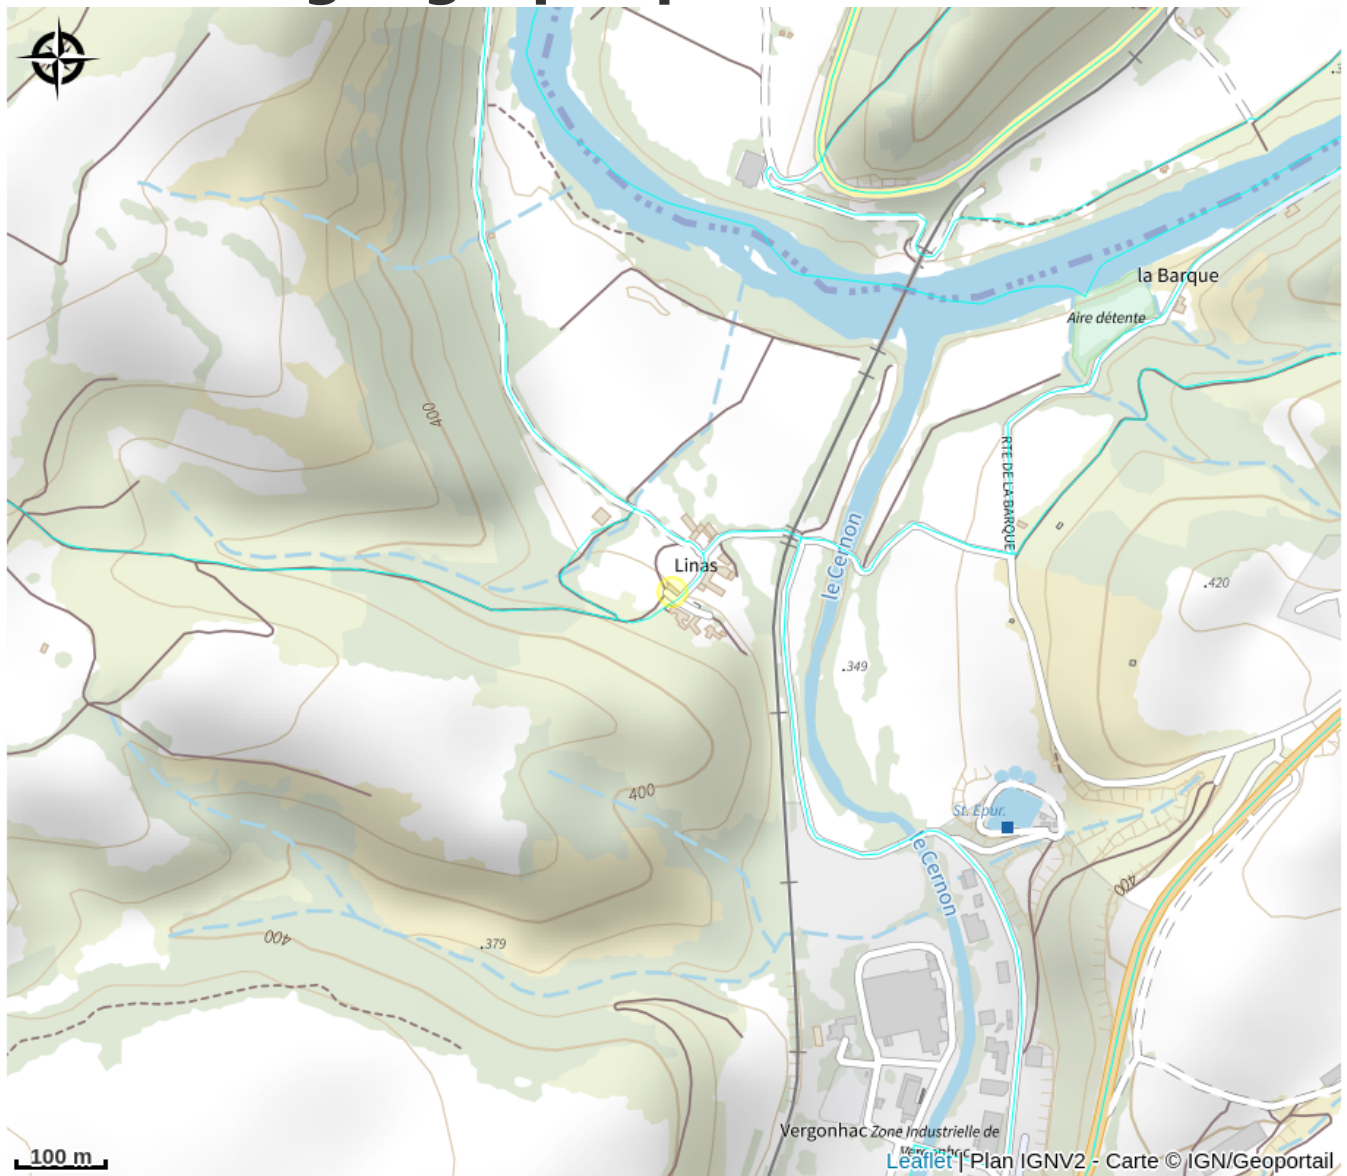 la Barque
Aire détente
400
RTE DE LA BARQUE
le Cernon
Linas
420
349
400
St. Epur.
le Cernon
400
400
379
Vergonhac Zone Industrielle de
Vergonhac
100 m
Leaflet | Plan IGNV2 - Carte © IGN/Geoportail